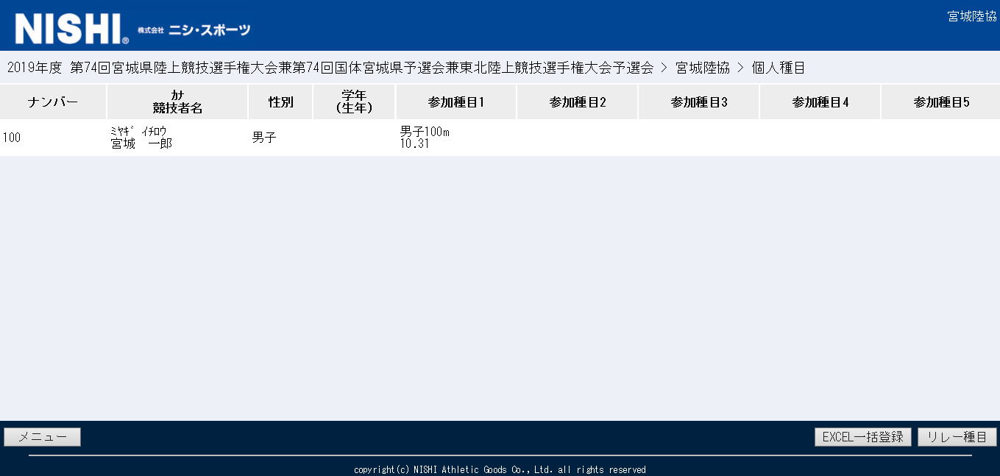 NISHI® 株式会社 ニシ・スポーツ
宮城陸協
2019年度 第74回宮城県陸上競技選手権大会兼第74回国体宮城県予選会兼東北陸上競技選手権大会予選会 > 宮城陸協 > 個人種目
ナンバー
ｶﾅ
競技者名
性別
学年
(生年)
参加種目1
参加種目2
参加種目3
参加種目4
参加種目5
100
ﾐﾔｷﾞ ｲﾁﾛｳ
宮城　一郎
男子
男子100m
10.31
メニュー
EXCEL一括登録
リレー種目
copyright(c) NISHI Athletic Goods Co., Ltd. all rights reserved